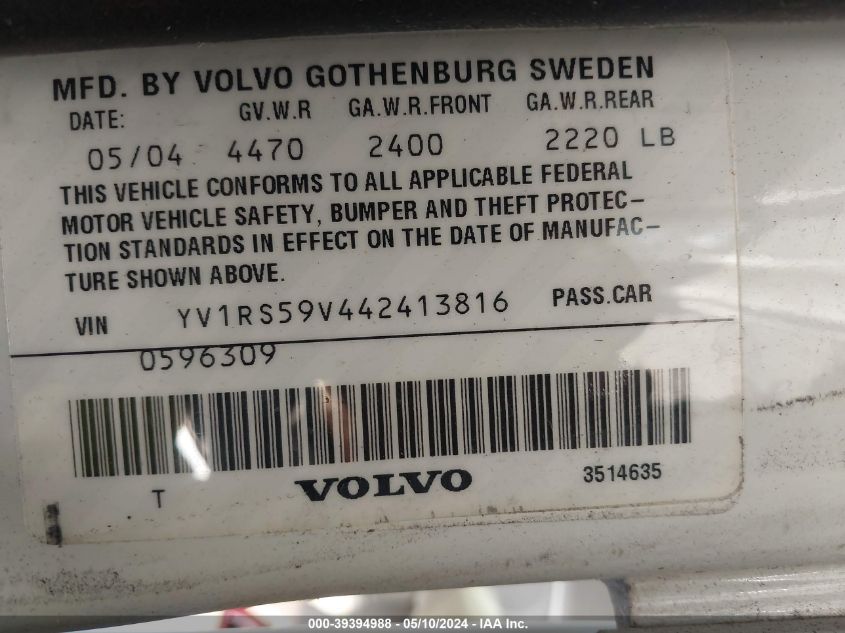 MFD. BY VOLVO GOTHENBURG SWEDEN
DATE: GV.W.R GA.W.R.FRONT GA.W.R.REAR
05/04 4470 2400 2220 LB
THIS VEHICLE CONFORMS TO ALL APPLICABLE FEDERAL
MOTOR VEHICLE SAFETY, BUMPER AND THEFT PROTEC-
TION STANDARDS IN EFFECT ON THE DATE OF MANUFAC-
TURE SHOWN ABOVE.
VIN YV1RS59V442413816 PASS.CAR
0596309
T VOLVO 3514635
000-39394988 - 05/10/2024 - IAA Inc.